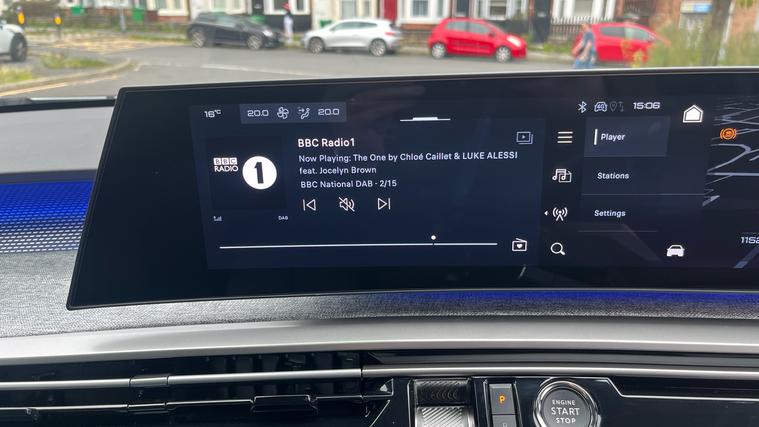 16°C
20.0
20.0
15:06
BBC
RADIO
1
BBC Radio1
Now Playing: The One by Chloé Caillet & LUKE ALESSI
feat. Jocelyn Brown
BBC National DAB · 2/15
DAB
Player
Stations
Settings
P
ENGINE
START
STOP